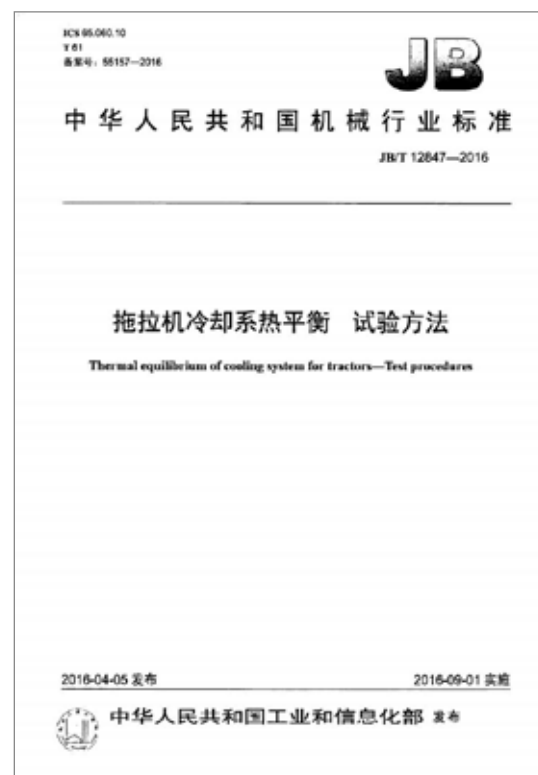 ICS 65.060.10
T 61
备案号：55157—2016
JB
中华人民共和国机械行业标准
JB/T 12847—2016
拖拉机冷却系热平衡 试验方法
Thermal equilibrium of cooling system for tractors—Test procedures
2016-04-05 发布
2016-09-01 实施
中华人民共和国工业和信息化部 发布